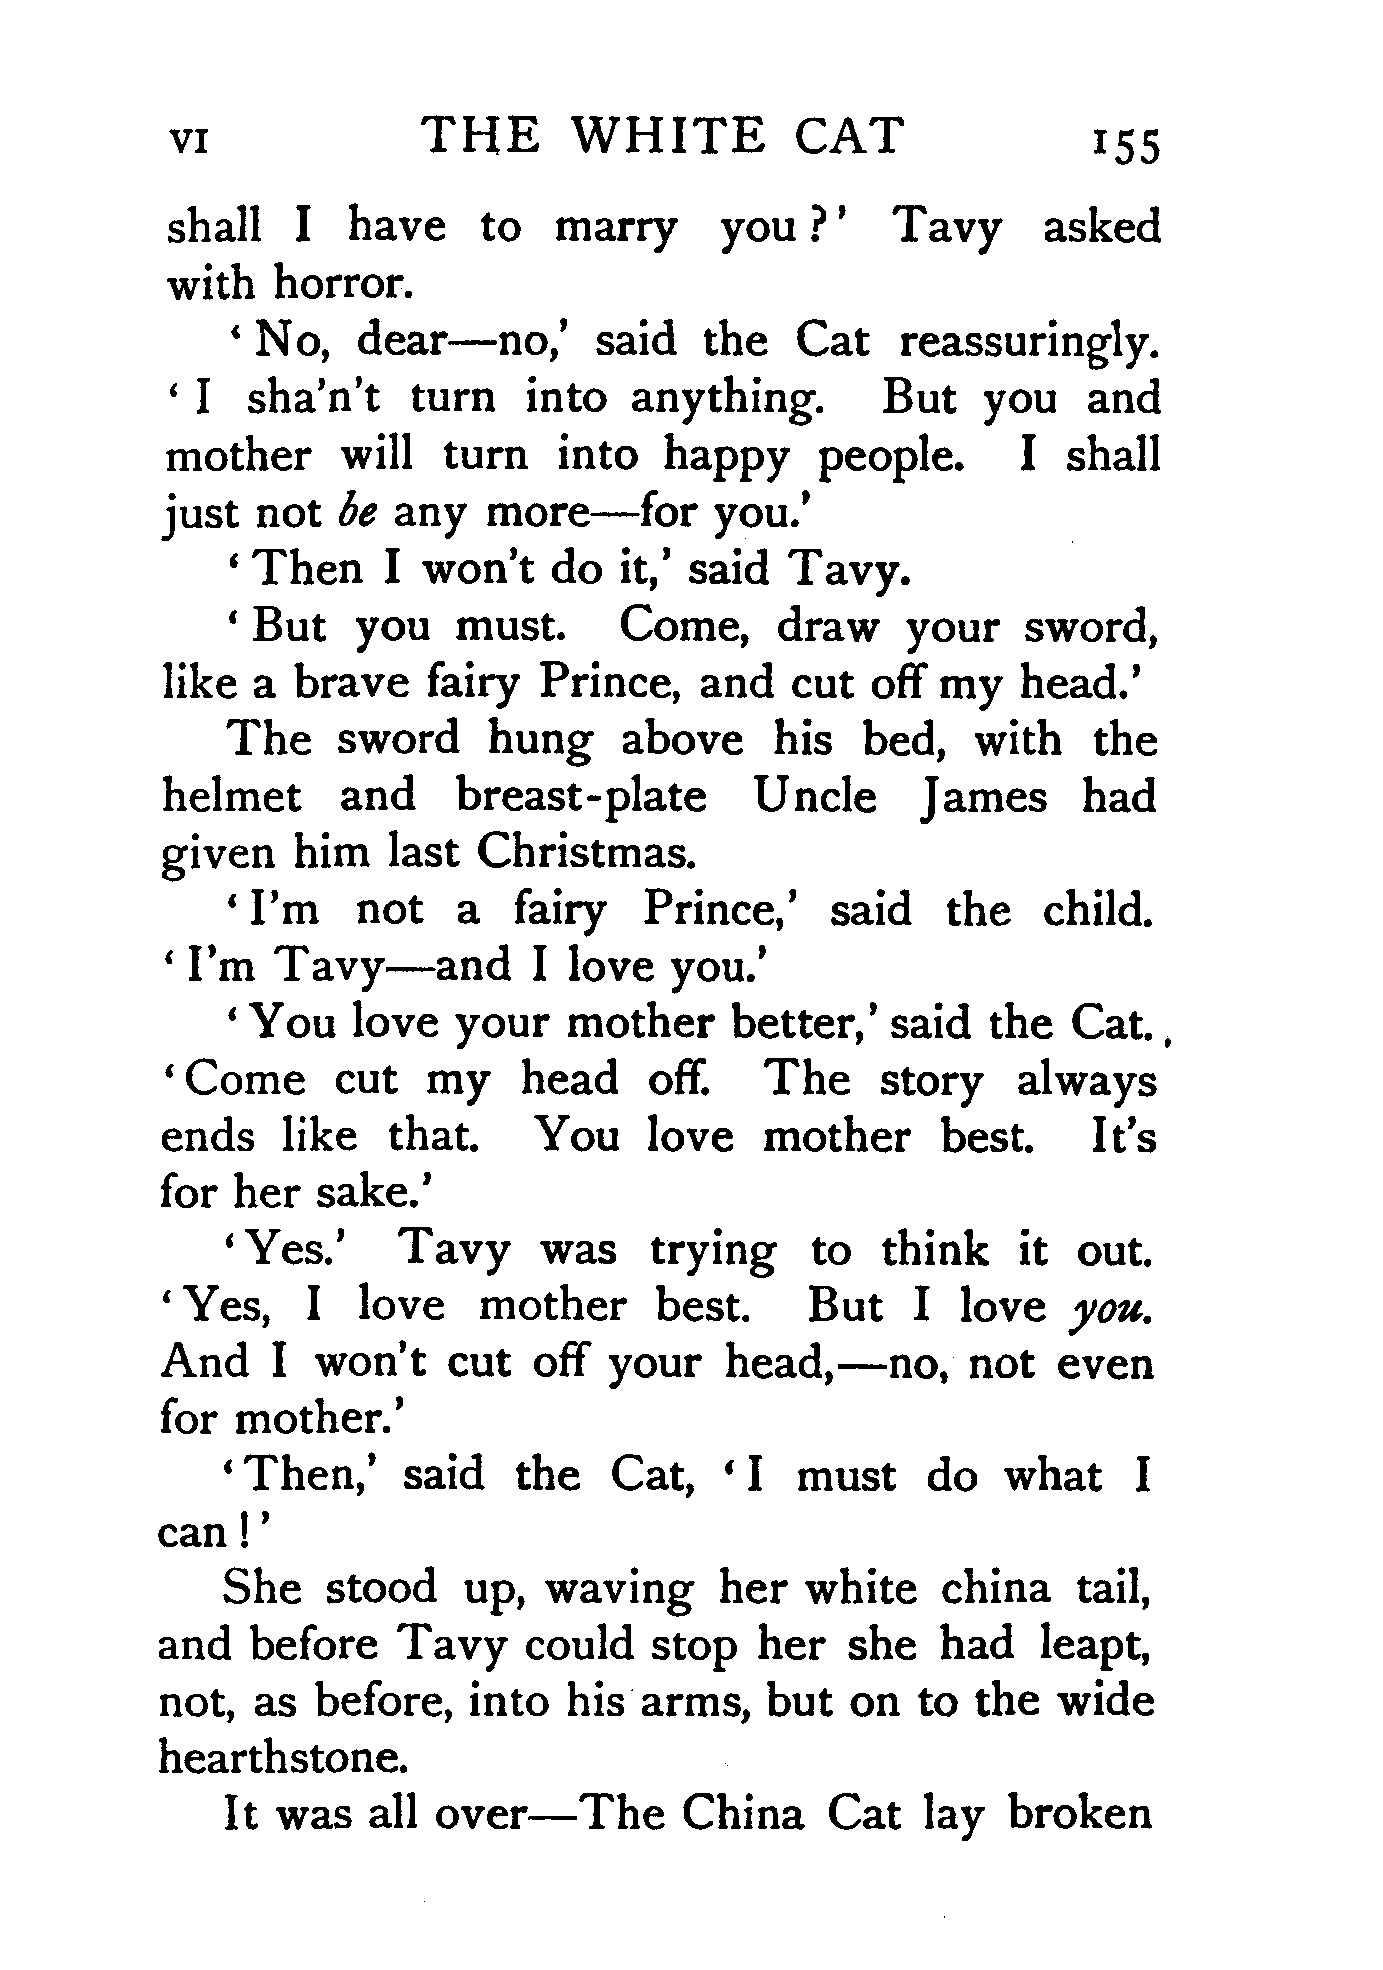 VI THE WHITE CAT 155
shall I have to marry you?' Tavy asked
with horror.
'No, dear—no,' said the Cat reassuringly.
'I sha'n't turn into anything. But you and
mother will turn into happy people. I shall
just not be any more—for you.'
'Then I won't do it,' said Tavy.
'But you must. Come, draw your sword,
like a brave fairy Prince, and cut off my head.'
The sword hung above his bed, with the
helmet and breast-plate Uncle James had
given him last Christmas.
'I'm not a fairy Prince,' said the child.
'I'm Tavy—and I love you.'
'You love your mother better,' said the Cat.
'Come cut my head off. The story always
ends like that. You love mother best. It's
for her sake.'
'Yes.' Tavy was trying to think it out.
'Yes, I love mother best. But I love you.
And I won't cut off your head,—no, not even
for mother.'
'Then,' said the Cat, 'I must do what I
can!'
She stood up, waving her white china tail,
and before Tavy could stop her she had leapt,
not, as before, into his arms, but on to the wide
hearthstone.
It was all over—The China Cat lay broken